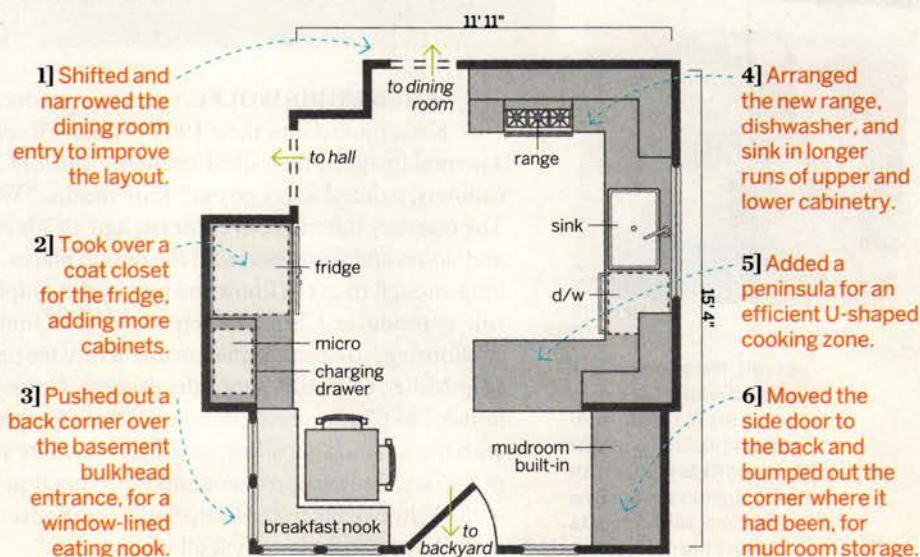 11' 11"
1] Shifted and
narrowed the
dining room
entry to improve
the layout.
2] Took over a
coat closet
for the fridge,
adding more
cabinets.
3] Pushed out a
back corner over
the basement
bulkhead
entrance, for a
window-lined
eating nook.
to dining
room
to hall
range
sink
fridge
d/w
micro
charging
drawer
mudroom
built-in
breakfast nook
to
backyard
15' 4"
4] Arranged
the new range,
dishwasher, and
sink in longer
runs of upper and
lower cabinetry.
5] Added a
peninsula for an
efficient U-shaped
cooking zone.
6] Moved the
side door to
the back and
bumped out the
corner where it
had been, for
mudroom storage